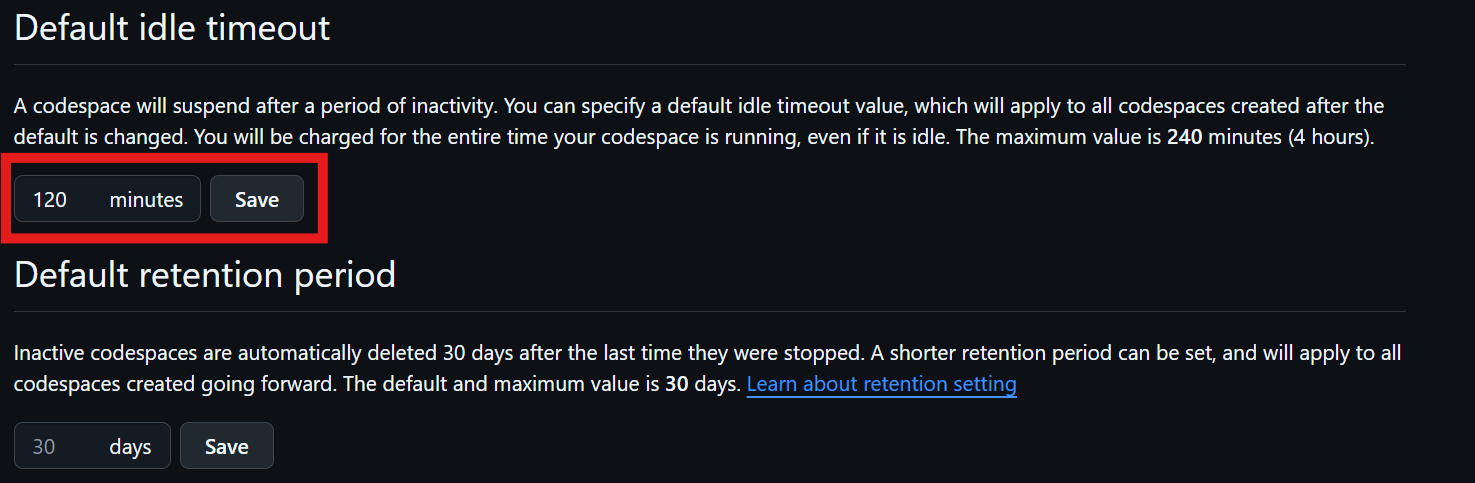 Default idle timeout
A codespace will suspend after a period of inactivity. You can specify a default idle timeout value, which will apply to all codespaces created after the
default is changed. You will be charged for the entire time your codespace is running, even if it is idle. The maximum value is 240 minutes (4 hours).
120 minutes Save
Default retention period
Inactive codespaces are automatically deleted 30 days after the last time they were stopped. A shorter retention period can be set, and will apply to all
codespaces created going forward. The default and maximum value is 30 days. Learn about retention setting
30 days Save